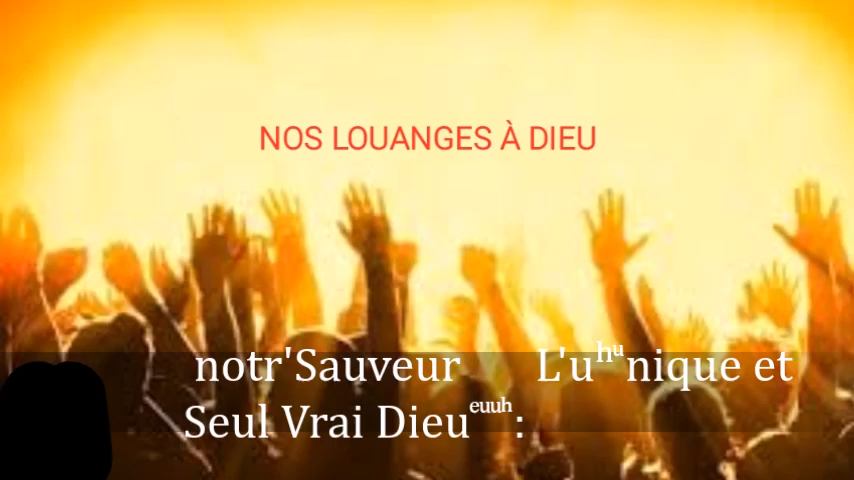 NOS LOUANGES À DIEU
notr'Sauveur L'uʰᵘnique et
Seul Vrai Dieuᵉᵘᵘʰ: